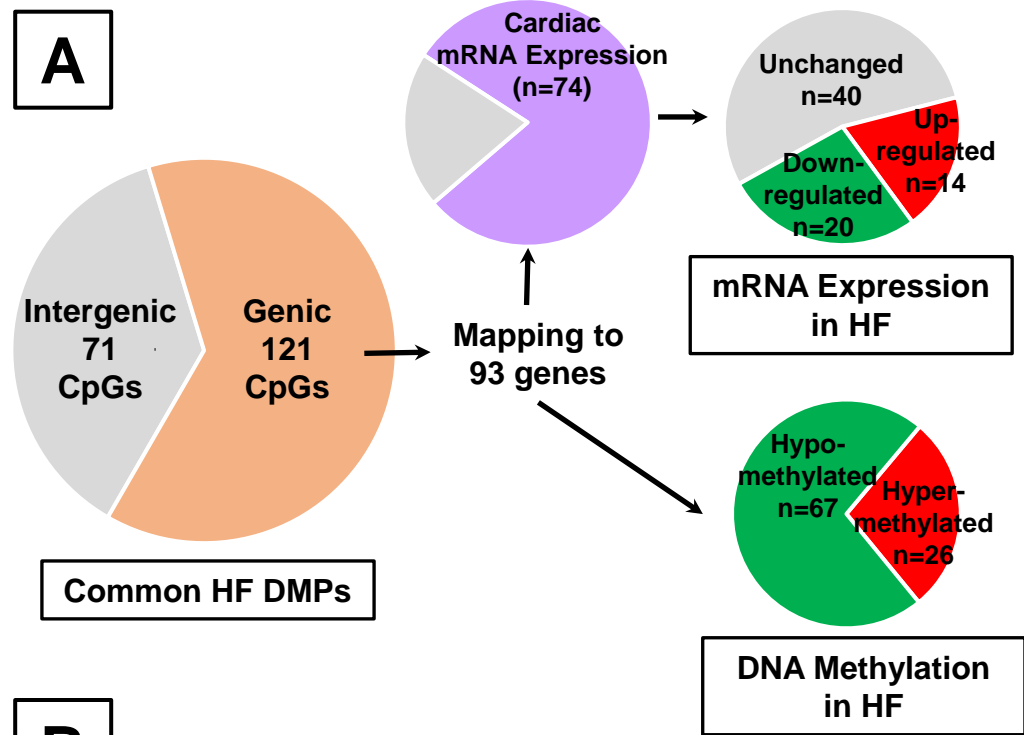 A
Cardiac
mRNA Expression
(n=74)
Unchanged
n=40
Up-
regulated
n=14
Down-
regulated
n=20
mRNA Expression
in HF
Intergenic
71
CpGs
Genic
121
CpGs
Mapping to
93 genes
Common HF DMPs
Hypo-
methylated
n=67
Hyper-
methylated
n=26
DNA Methylation
in HF